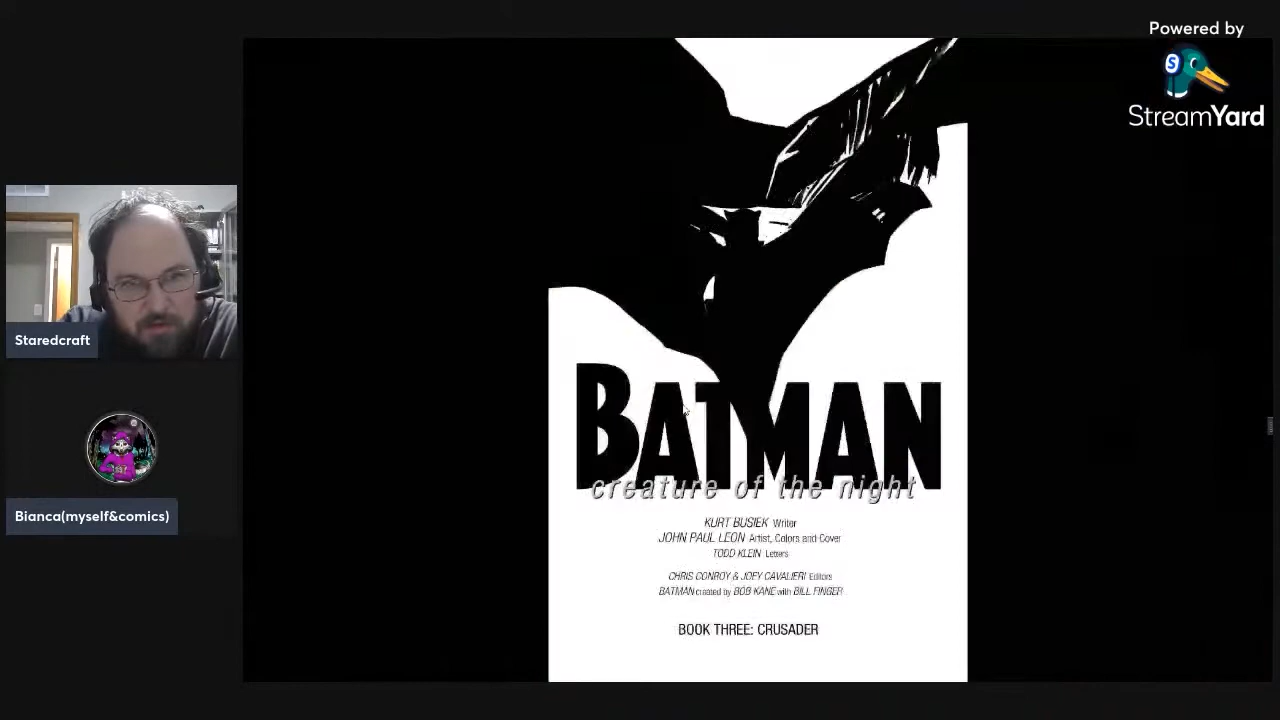 Powered by
StreamYard
Staredcraft
Bianca(myself&comics)
BATMAN
creature of the night
KURT BUSIEK Writer
JOHN PAUL LEON Artist, Colors and Cover
TODD KLEIN Letters
CHRIS CONROY & JOEY CAVALIERI Editors
BATMAN created by BOB KANE with BILL FINGER
BOOK THREE: CRUSADER